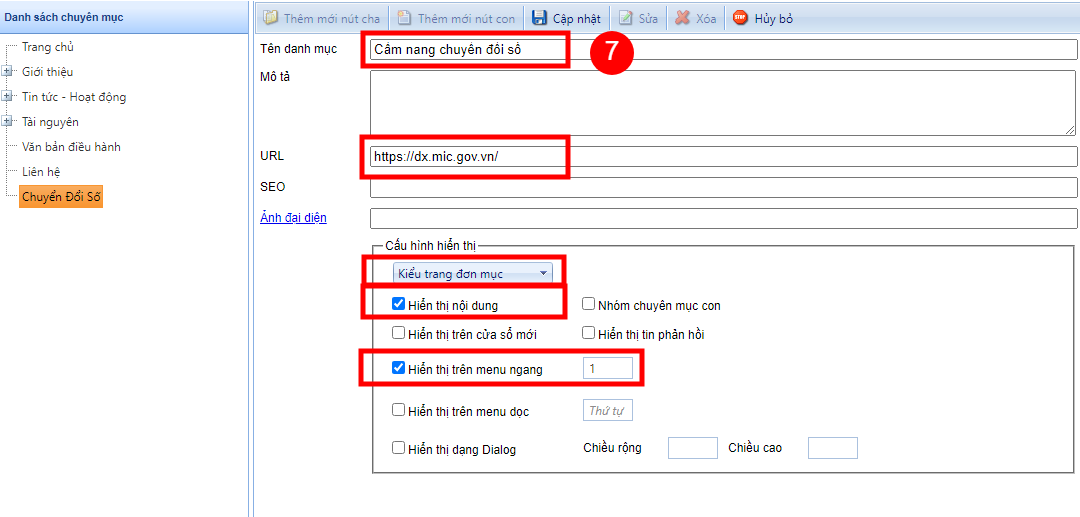 Danh sách chuyên mục
Trang chủ
Giới thiệu
Tin tức - Hoạt động
Tài nguyên
Văn bản điều hành
Liên hệ
Chuyển Đổi Số
Thêm mới nút cha Thêm mới nút con Cập nhật Sửa Xóa STOP Hủy bỏ
Tên danh mục Cẩm nang chuyển đổi số 7
Mô tả
URL https://dx.mic.gov.vn/
SEO
Ảnh đại diện
Cấu hình hiển thị
Kiểu trang đơn mục
Hiển thị nội dung Nhóm chuyên mục con
Hiển thị trên cửa sổ mới Hiển thị tin phản hồi
Hiển thị trên menu ngang 1
Hiển thị trên menu dọc Thứ tự
Hiển thị dạng Dialog Chiều rộng Chiều cao